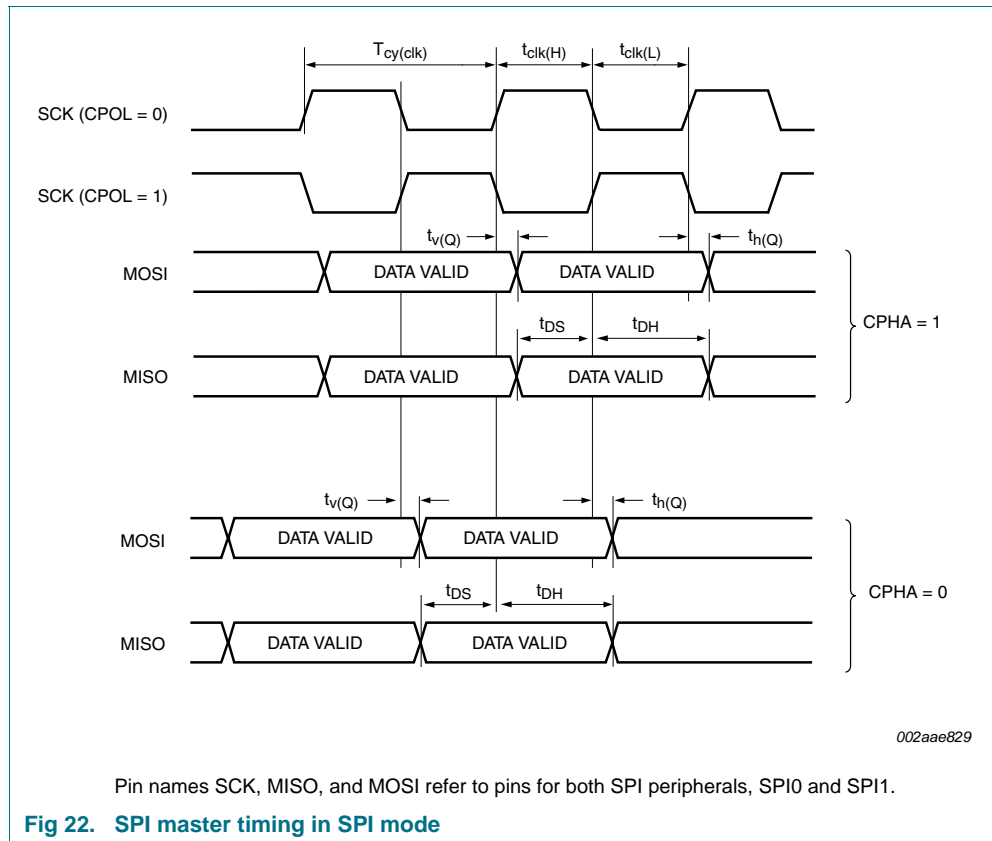 Tcy(clk) tclk(H) tclk(L)
SCK (CPOL = 0)
SCK (CPOL = 1)
tv(Q) th(Q)
MOSI DATA VALID DATA VALID
CPHA = 1
tDS tDH
MISO DATA VALID DATA VALID
tv(Q) th(Q)
MOSI DATA VALID DATA VALID
CPHA = 0
tDS tDH
MISO DATA VALID DATA VALID
002aae829
Pin names SCK, MISO, and MOSI refer to pins for both SPI peripherals, SPI0 and SPI1.
Fig 22. SPI master timing in SPI mode